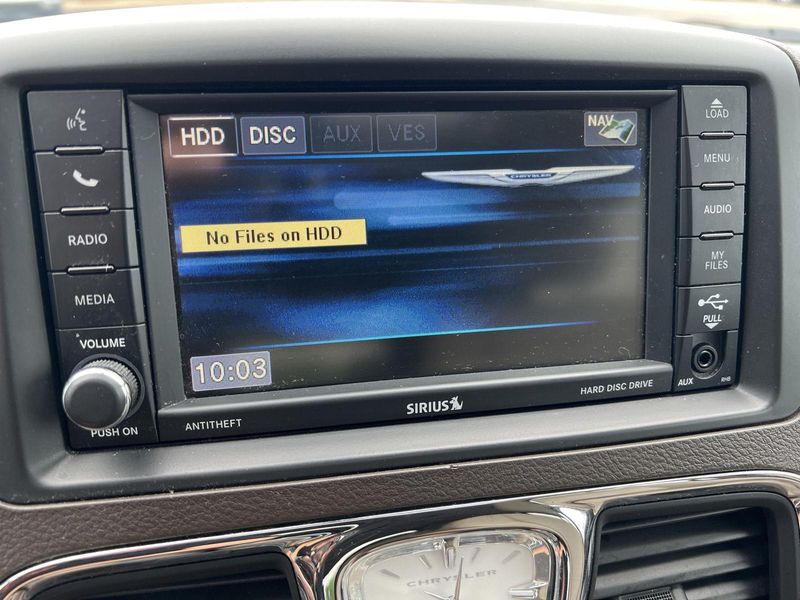 HDD DISC AUX VES
NAV
CHRYSLER
No Files on HDD
10:03
RADIO
MEDIA
VOLUME
PUSH ON
LOAD
MENU
AUDIO
MY
FILES
PULL
AUX
RHB
ANTITHEFT
SIRIUS
HARD DISC DRIVE
CHRYSLER